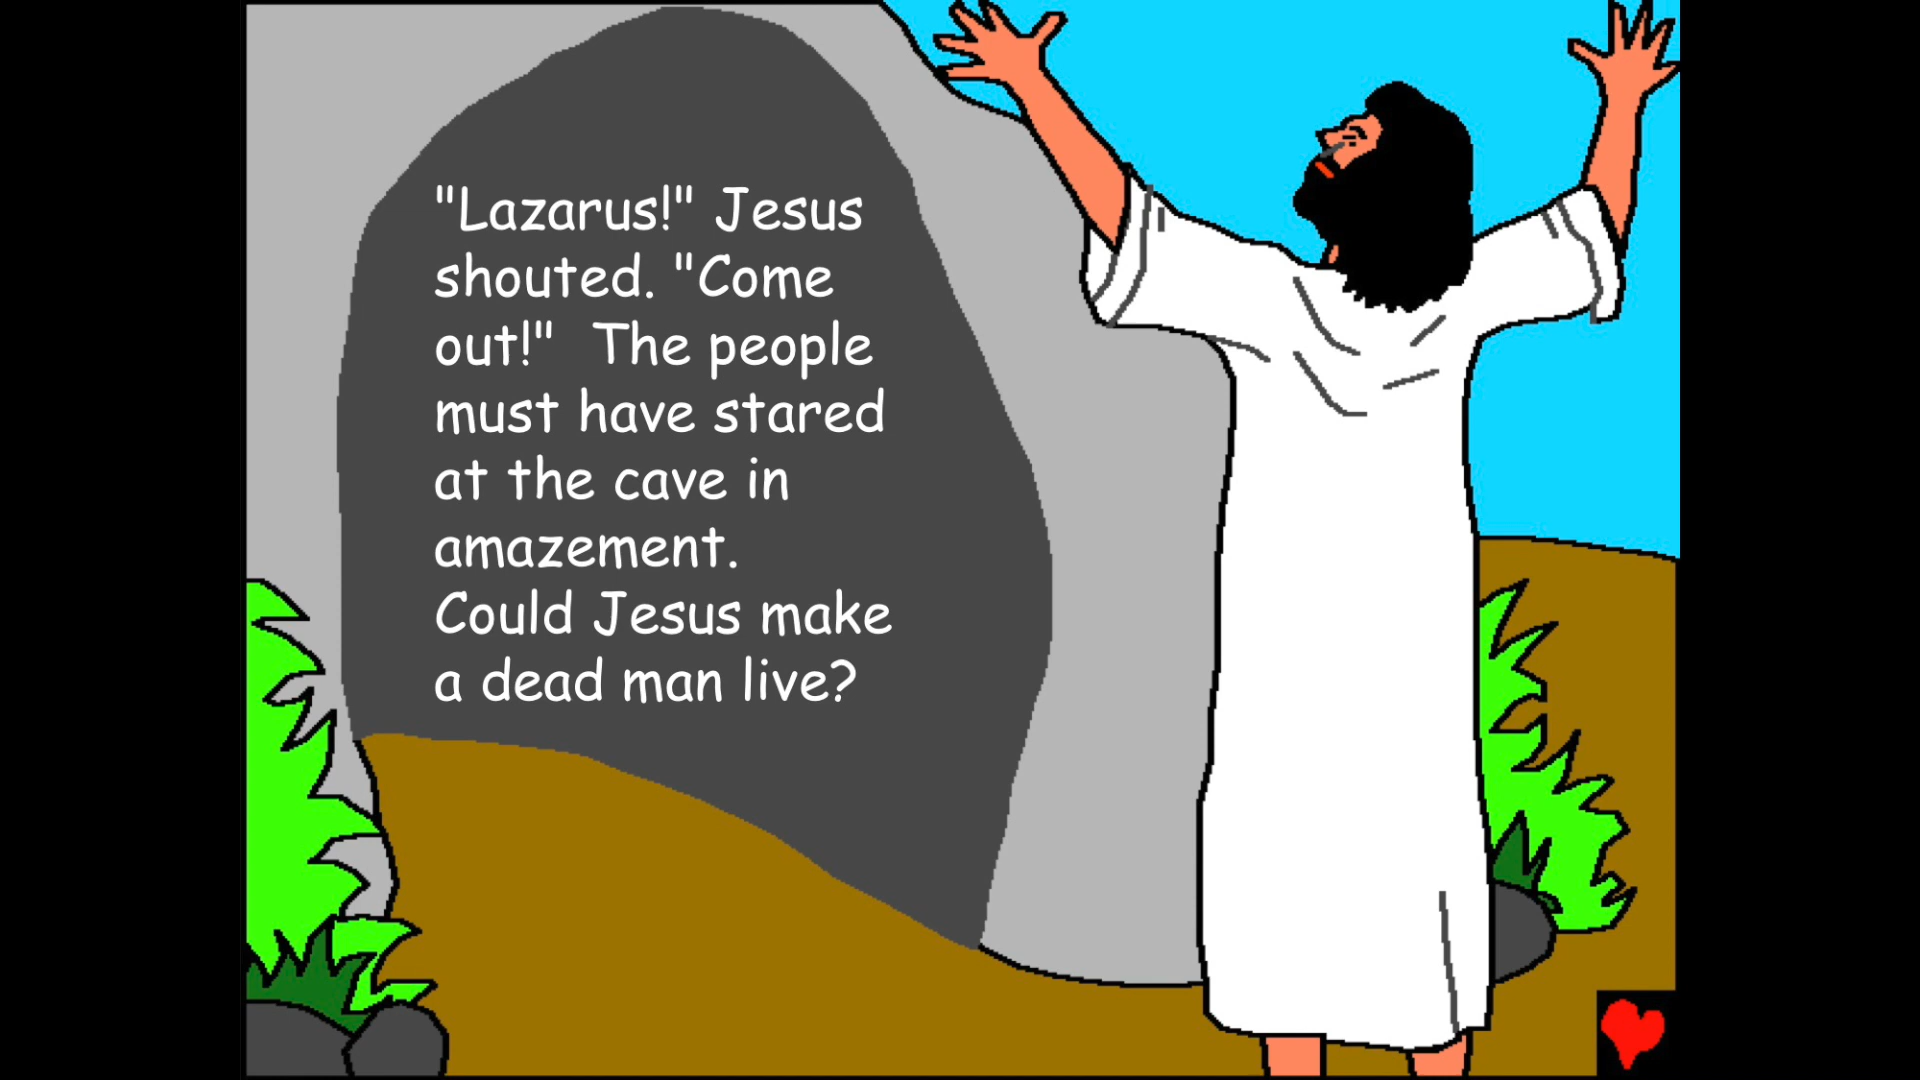 "Lazarus!" Jesus
shouted. "Come
out!"  The people
must have stared
at the cave in
amazement.
Could Jesus make
a dead man live?